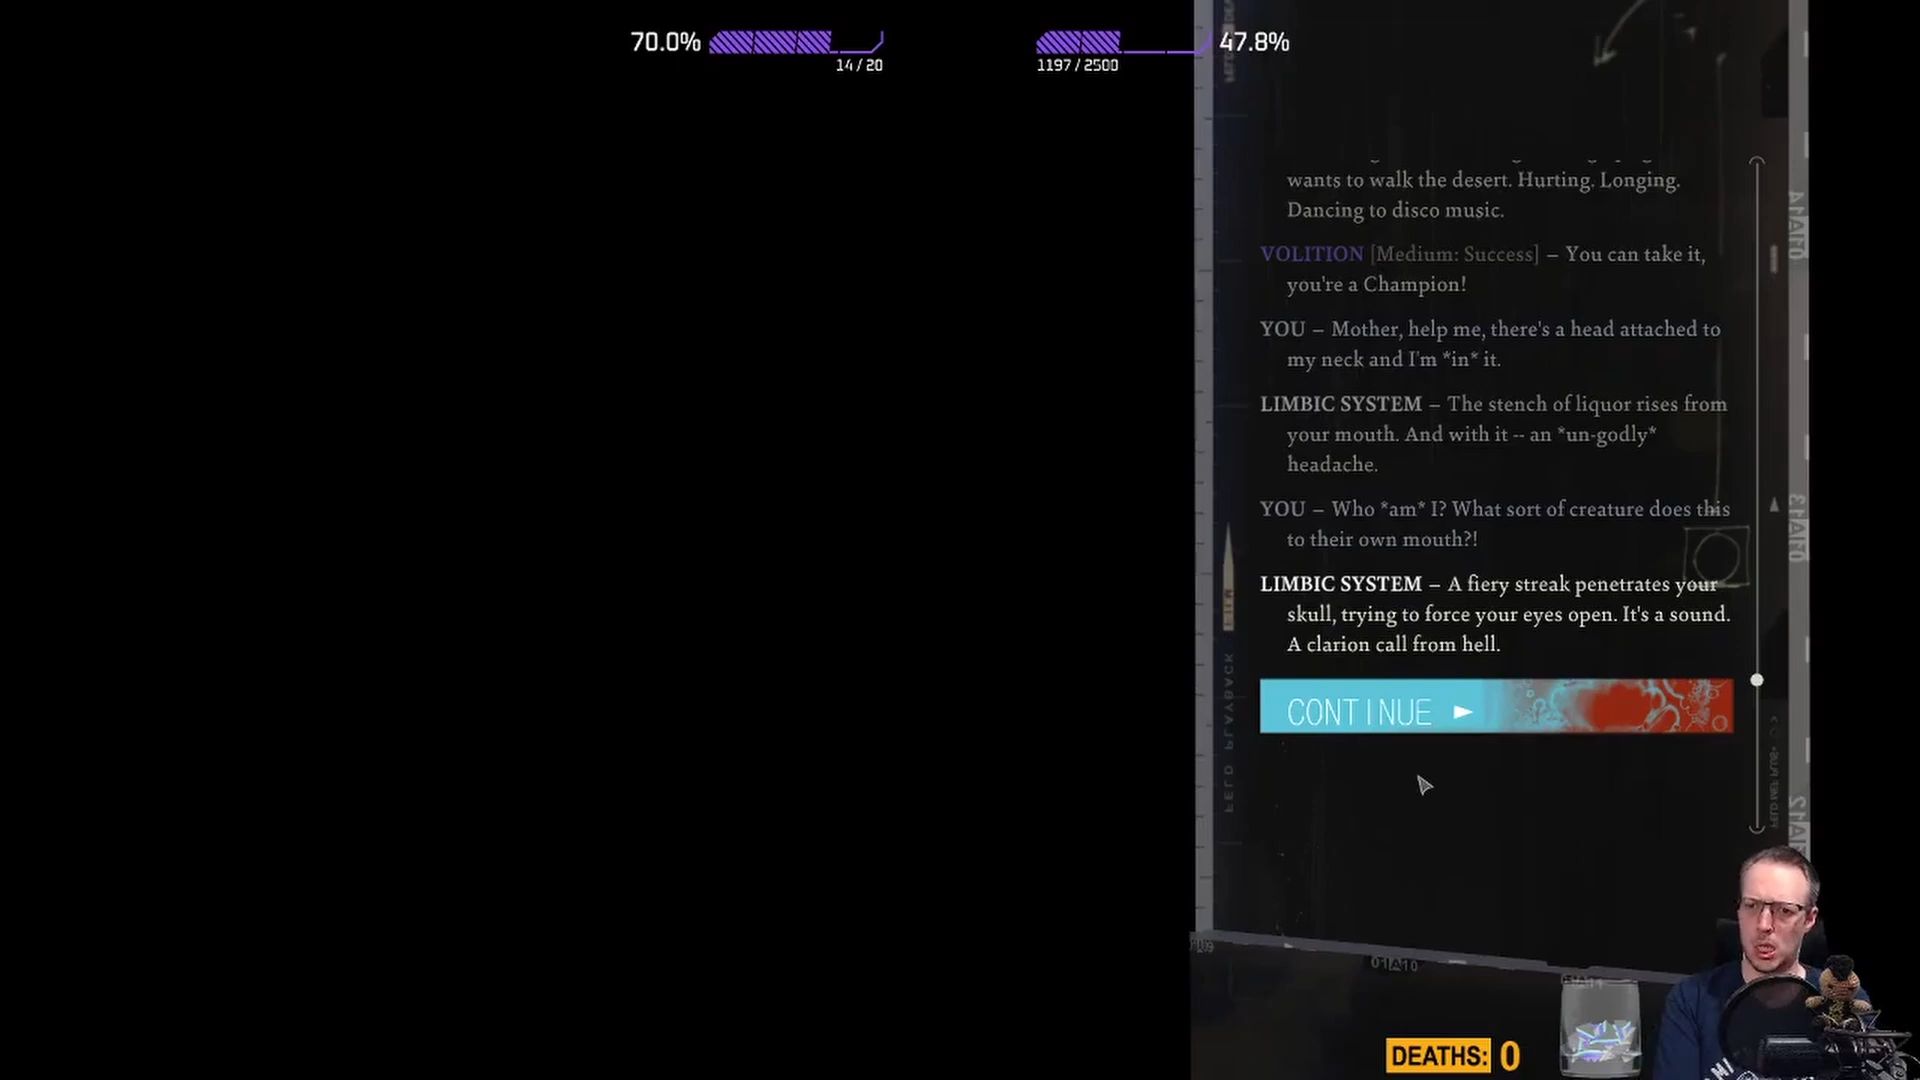 70.0%
14 / 20
1197 / 2500
47.8%
wants to walk the desert. Hurting. Longing.
Dancing to disco music.
VOLITION [Medium: Success] – You can take it,
you're a Champion!
YOU – Mother, help me, there's a head attached to
my neck and I'm *in* it.
LIMBIC SYSTEM – The stench of liquor rises from
your mouth. And with it -- an *un-godly*
headache.
YOU – Who *am* I? What sort of creature does this
to their own mouth?!
LIMBIC SYSTEM – A fiery streak penetrates your
skull, trying to force your eyes open. It's a sound.
A clarion call from hell.
CONTINUE
DEATHS: 0